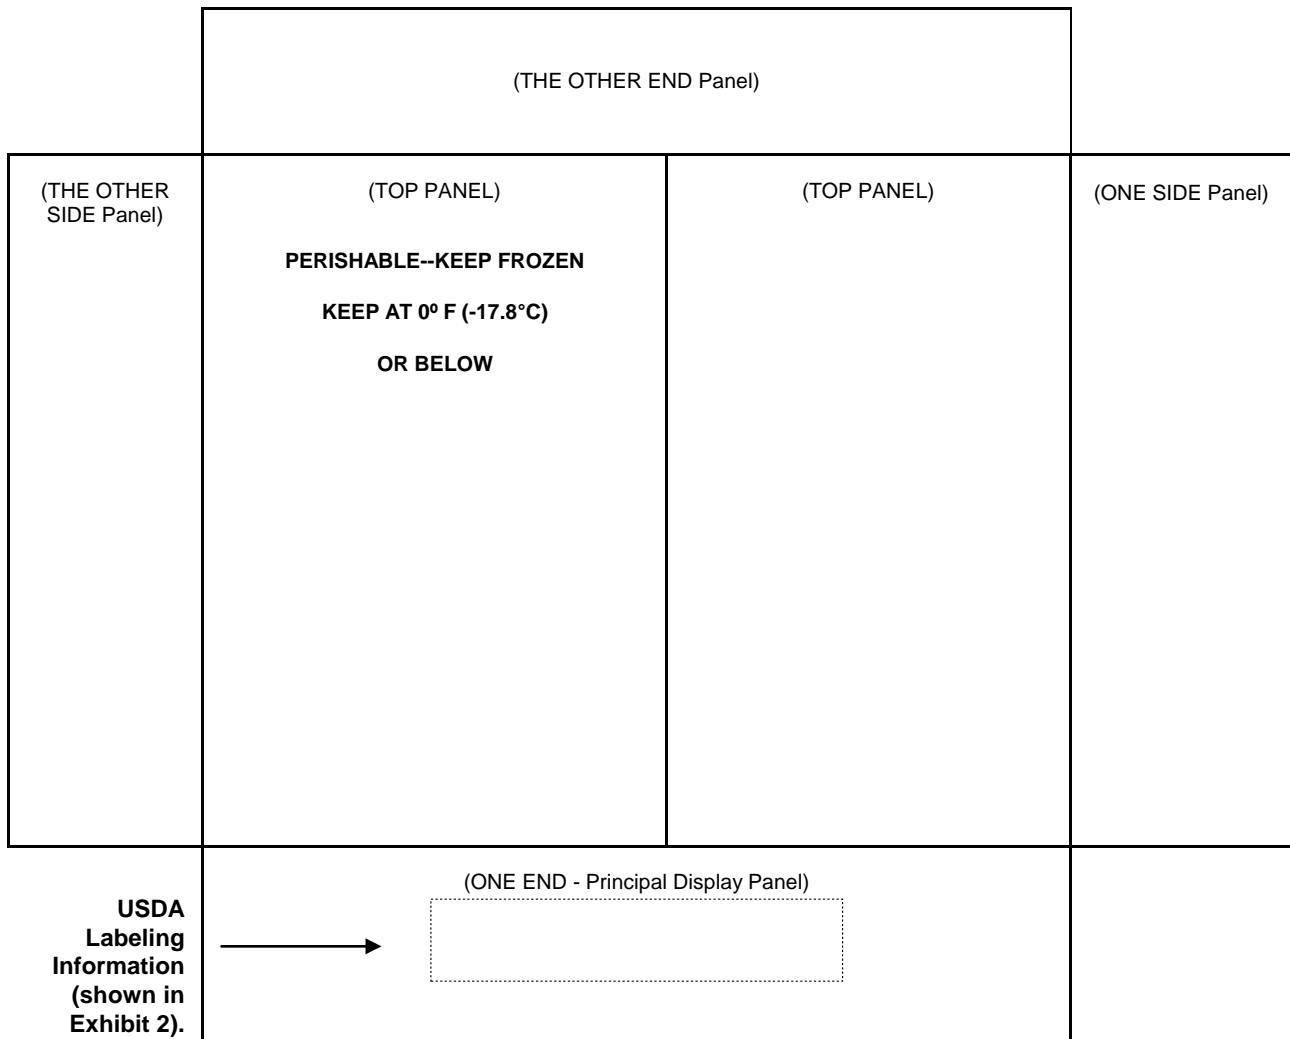 (THE OTHER END Panel)
(THE OTHER
SIDE Panel)
(TOP PANEL)
PERISHABLE--KEEP FROZEN
KEEP AT 0º F (-17.8°C)
OR BELOW
(TOP PANEL)
(ONE SIDE Panel)
(ONE END - Principal Display Panel)
USDA
Labeling
Information
(shown in
Exhibit 2).